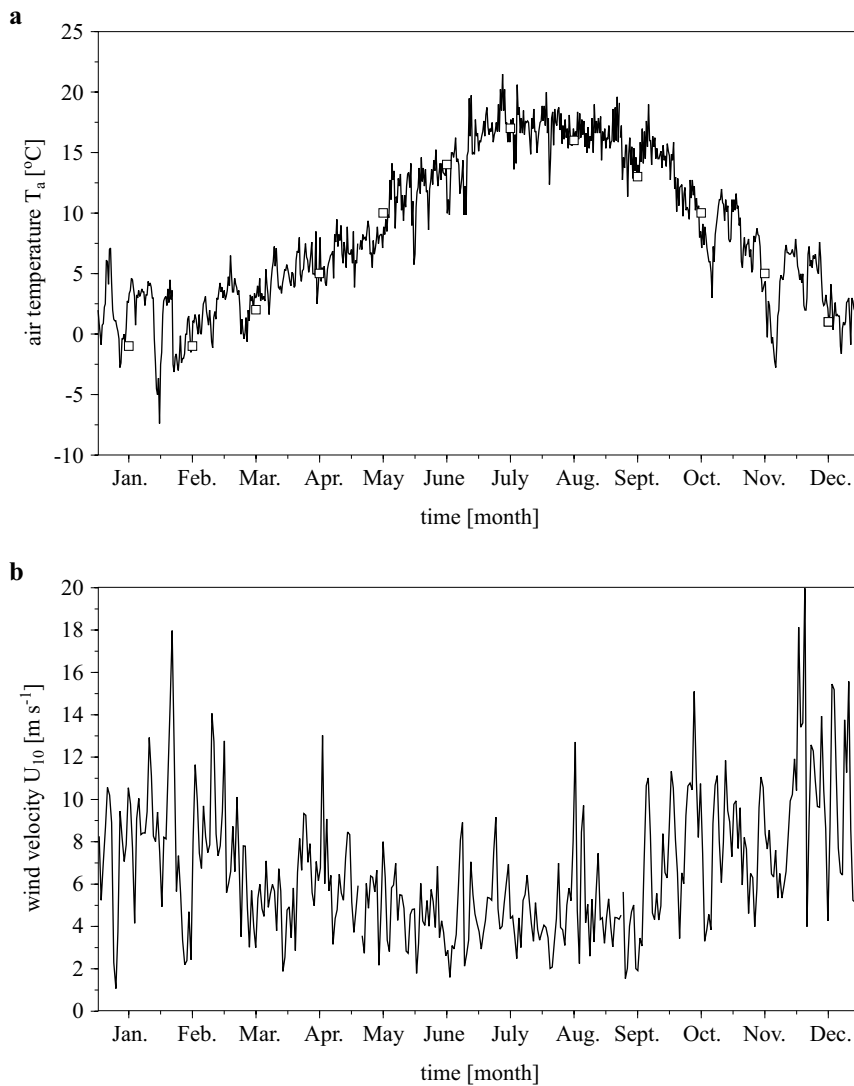 a
25
20
15
10
5
0
-5
-10
air temperature Ta [°C]
Jan. Feb. Mar. Apr. May June July Aug. Sept. Oct. Nov. Dec.
time [month]
b
20
18
16
14
12
10
8
6
4
2
0
wind velocity U10 [m s-1]
Jan. Feb. Mar. Apr. May June July Aug. Sept. Oct. Nov. Dec.
time [month]